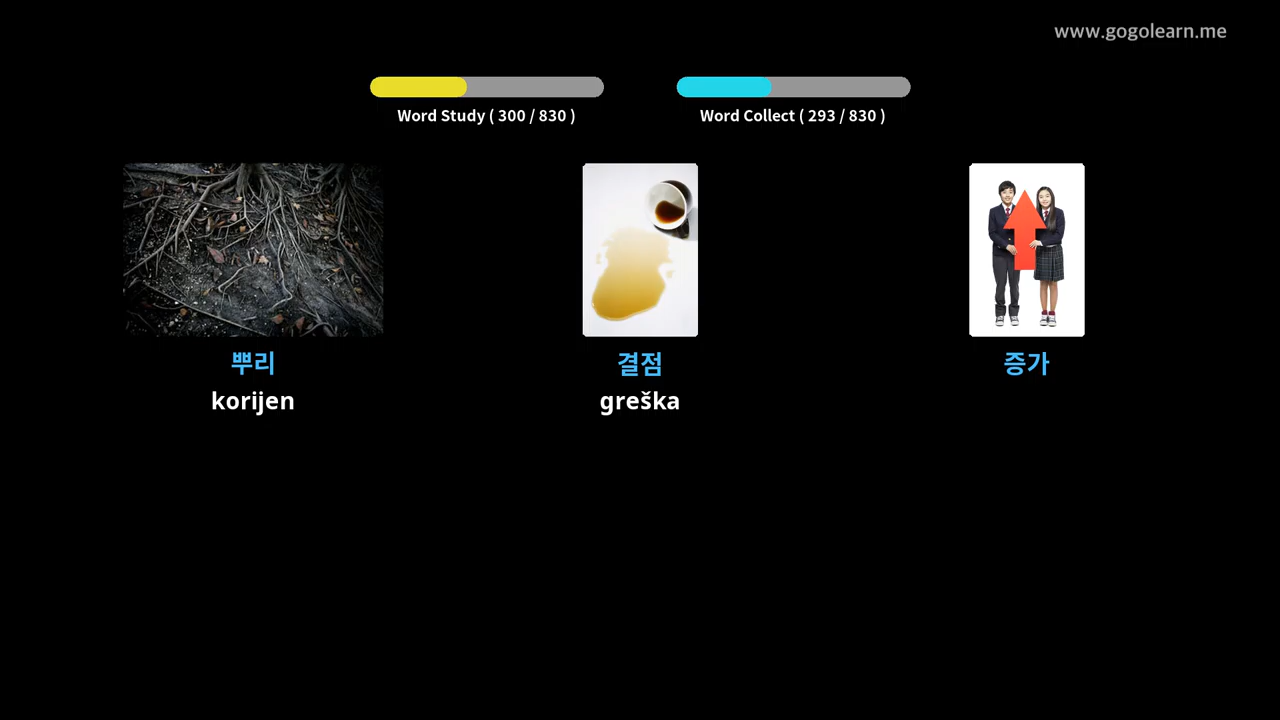 www.gogolearn.me
Word Study ( 300 / 830 )
Word Collect ( 293 / 830 )
뿌리
korijen
결점
greška
증가